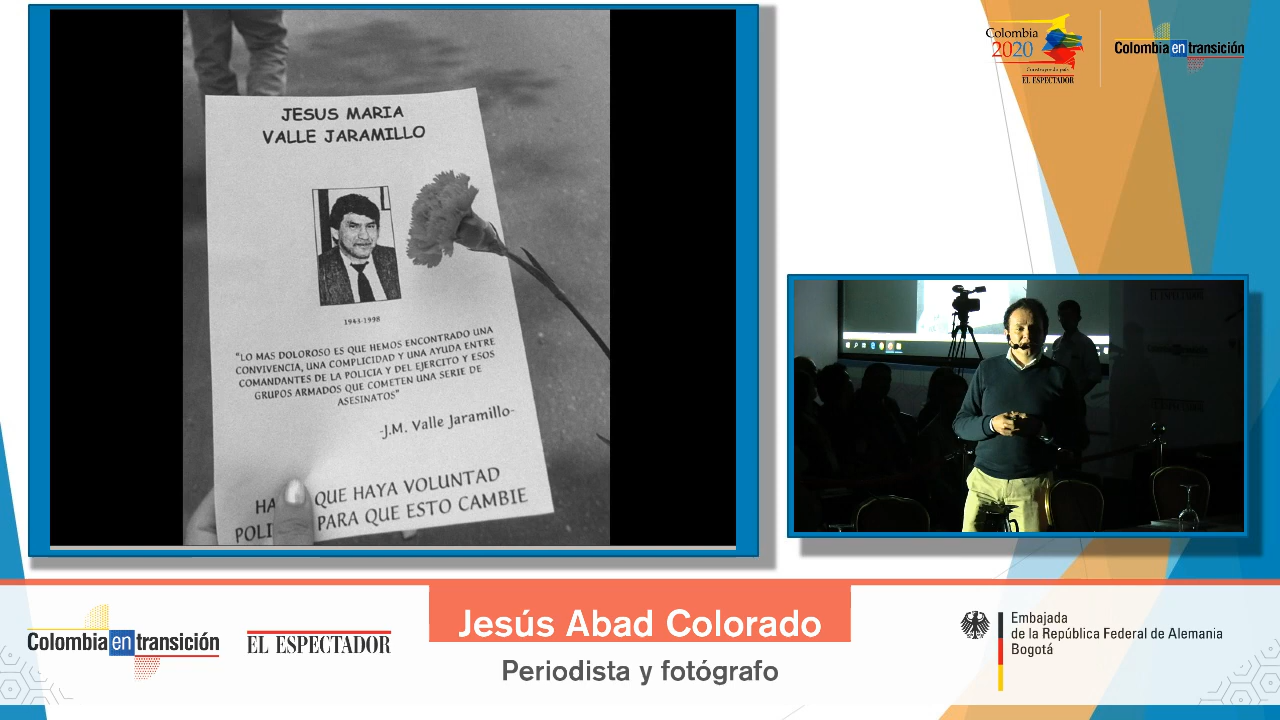 JESUS MARIA
VALLE JARAMILLO
1943-1998
"LO MAS DOLOROSO ES QUE HEMOS ENCONTRADO UNA
CONVIVENCIA, UNA COMPLICIDAD Y UNA AYUDA ENTRE
COMANDANTES DE LA POLICIA Y DEL EJERCITO Y ESOS
GRUPOS ARMADOS QUE COMETEN UNA SERIE DE
ASESINATOS"
-J.M. Valle Jaramillo-
HA QUE HAYA VOLUNTAD
POLI PARA QUE ESTO CAMBIE
Colombia
2020
EL ESPECTADOR
Colombia en transición
Colombia en transición
EL ESPECTADOR
Jesús Abad Colorado
Periodista y fotógrafo
Embajada
de la República Federal de Alemania
Bogotá